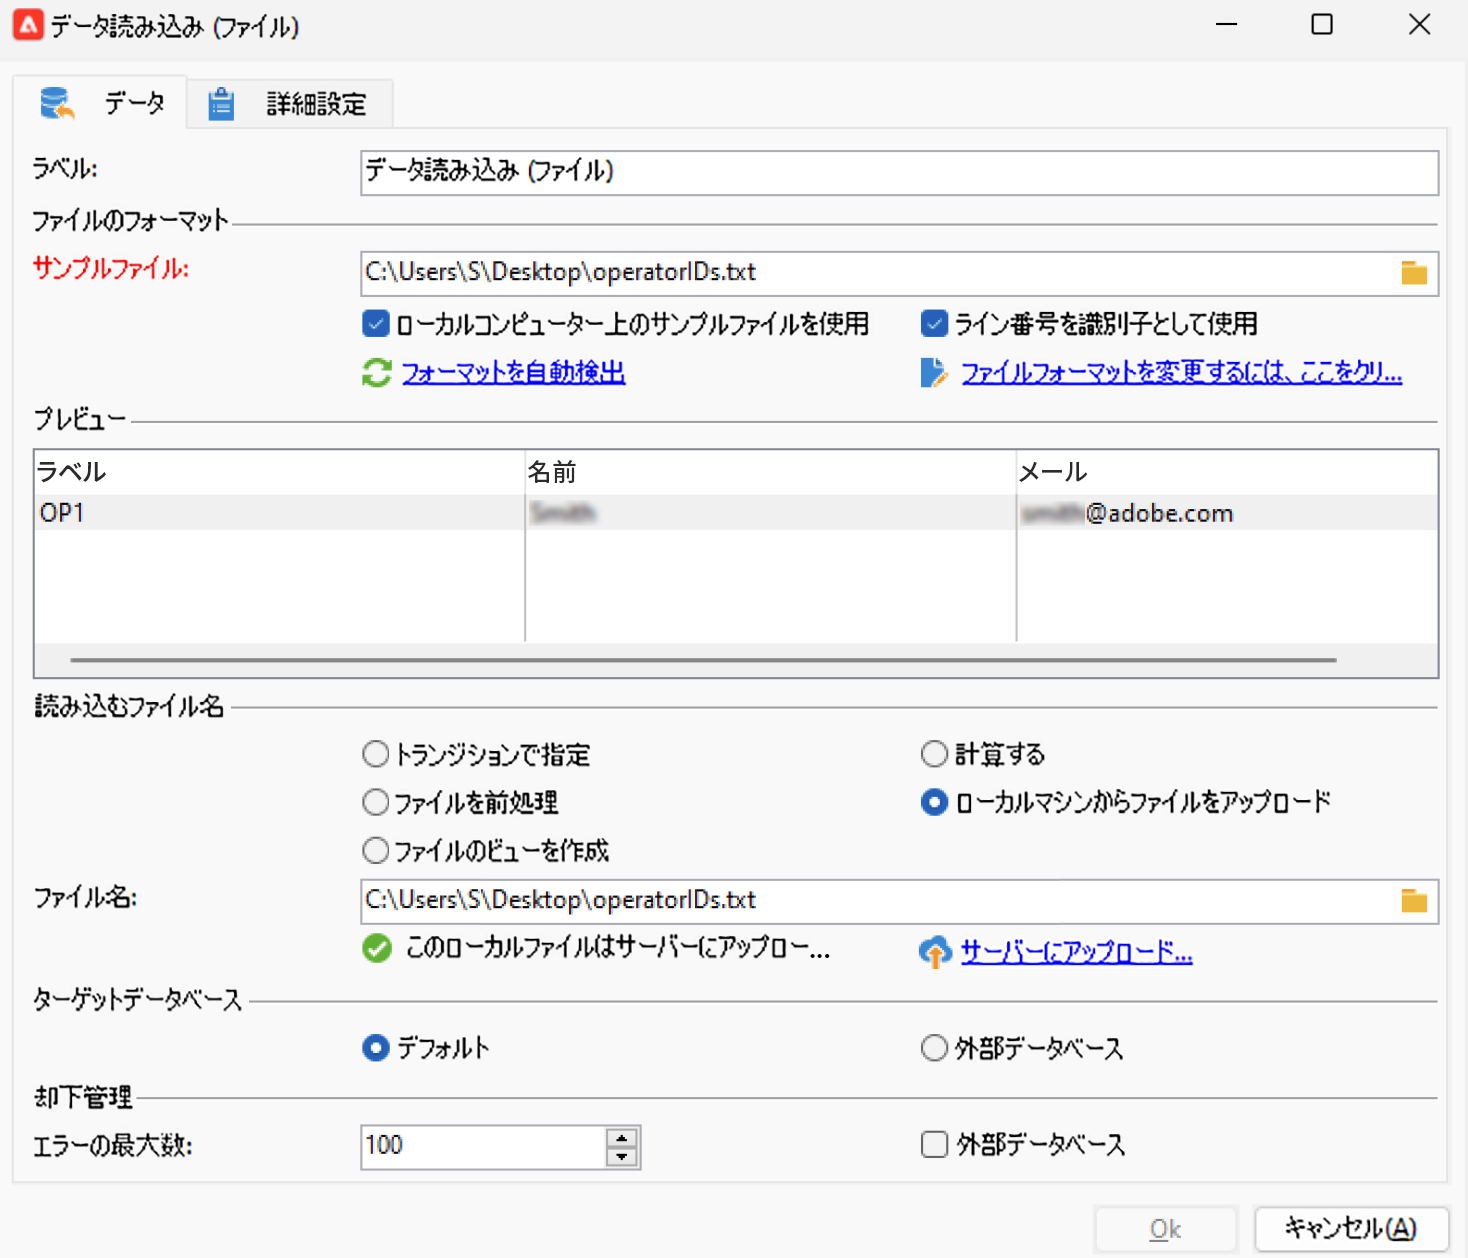 データ読み込み (ファイル)
データ 詳細設定
ラベル: データ読み込み (ファイル)
ファイルのフォーマット
サンプルファイル: C:\Users\S\Desktop\operatorIDs.txt
ローカルコンピューター上のサンプルファイルを使用 ライン番号を識別子として使用
フォーマットを自動検出 ファイルフォーマットを変更するには、ここをクリ...
プレビュー
ラベル 名前 メール
OP1 Smith smith@adobe.com
読み込むファイル名
トランジションで指定 計算する
ファイルを前処理 ローカルマシンからファイルをアップロード
ファイルのビューを作成
ファイル名: C:\Users\S\Desktop\operatorIDs.txt
このローカルファイルはサーバーにアップロー... サーバーにアップロード...
ターゲットデータベース
デフォルト 外部データベース
却下管理
エラーの最大数: 100 外部データベース
Ok キャンセル(A)